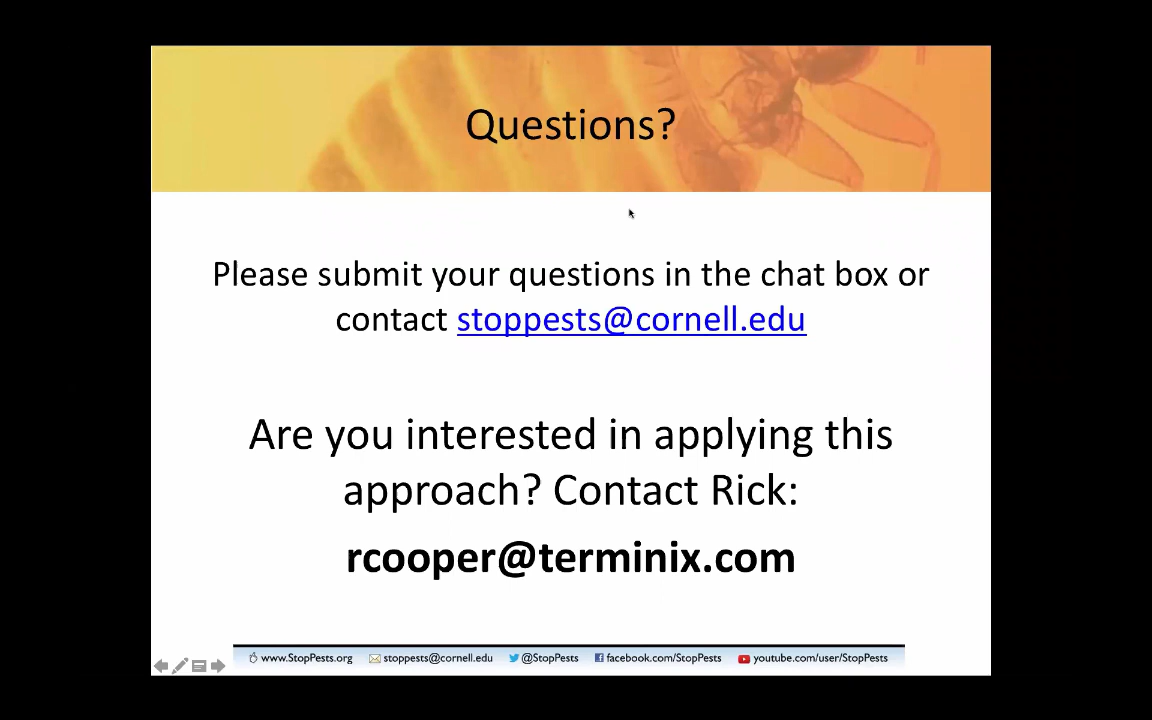 Questions?
Please submit your questions in the chat box or
contact stoppests@cornell.edu
Are you interested in applying this
approach? Contact Rick:
rcooper@terminix.com
www.StopPests.org stoppests@cornell.edu @StopPests facebook.com/StopPests youtube.com/user/StopPests